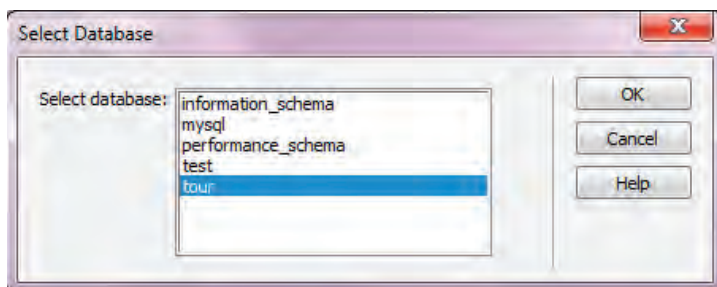 Select Database
Select database:
information_schema
mysql
performance_schema
test
tour
OK
Cancel
Help